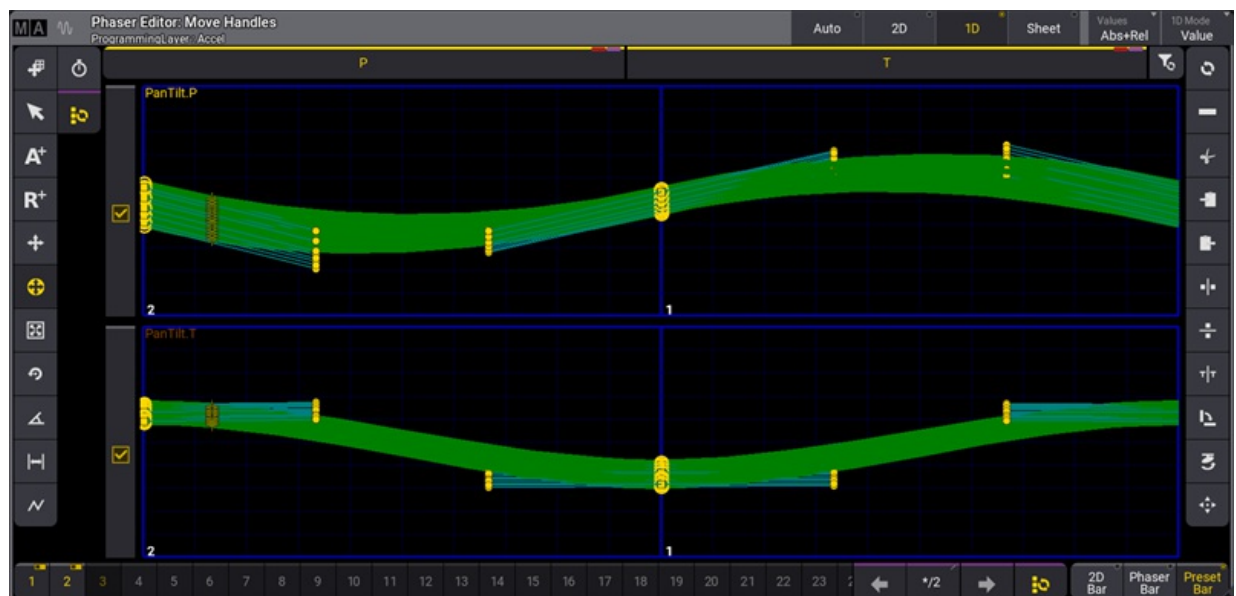 MA
Phaser Editor: Move Handles
ProgrammingLayer: Accel
Auto
2D
1D
Sheet
Values
Abs+Rel
1D Mode
Value
P
T
A+
R+
PanTilt.P
2
1
T|T
PanTilt.T
2
1
1 2 3 4 5 6 7 8 9 10 11 12 13 14 15 16 17 18 19 20 21 22 23
*/2
2D
Bar
Phaser
Bar
Preset
Bar